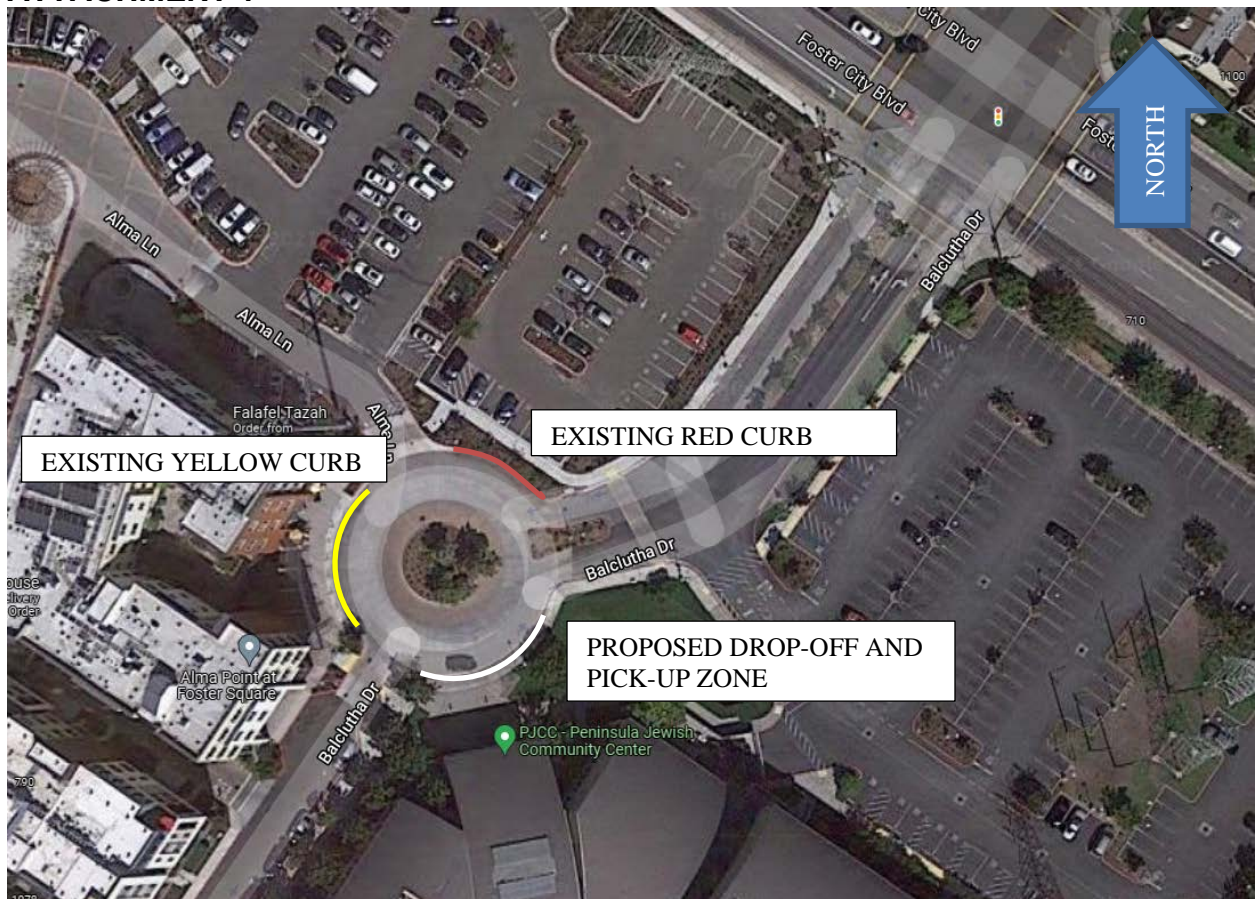 City Blvd
Foster City Blvd
1100
NORTH
Alma Ln
Balclutha Dr
710
Alma Ln
Falafel Tazah
Order from
EXISTING RED CURB
EXISTING YELLOW CURB
Balclutha Dr
PROPOSED DROP-OFF AND
PICK-UP ZONE
Alma Point at
Foster Square
PJCC - Peninsula Jewish
Community Center
Balclutha Dr
790